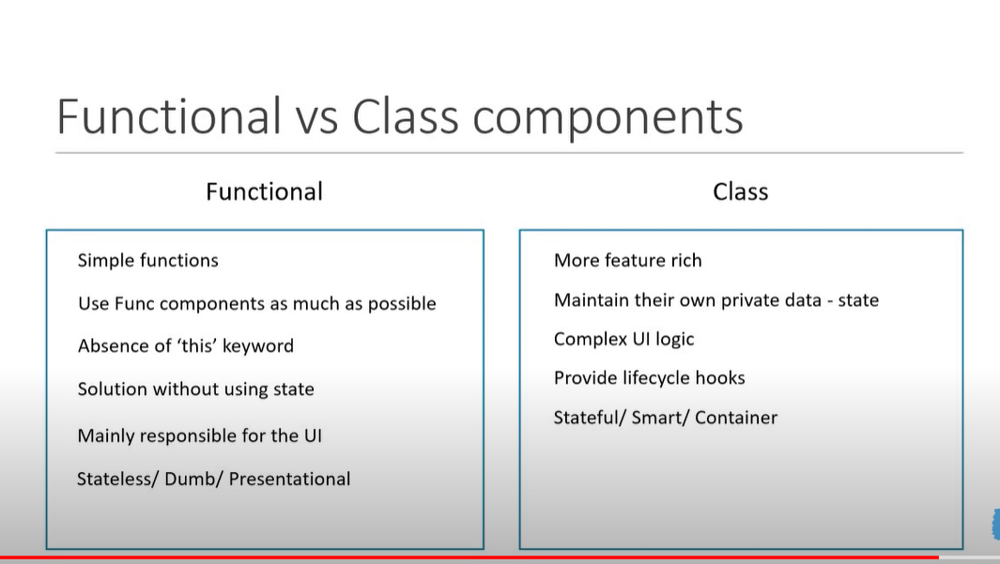 Functional vs Class components
Functional
Simple functions
Use Func components as much as possible
Absence of ‘this’ keyword
Solution without using state
Mainly responsible for the UI
Stateless/ Dumb/ Presentational
Class
More feature rich
Maintain their own private data - state
Complex UI logic
Provide lifecycle hooks
Stateful/ Smart/ Container